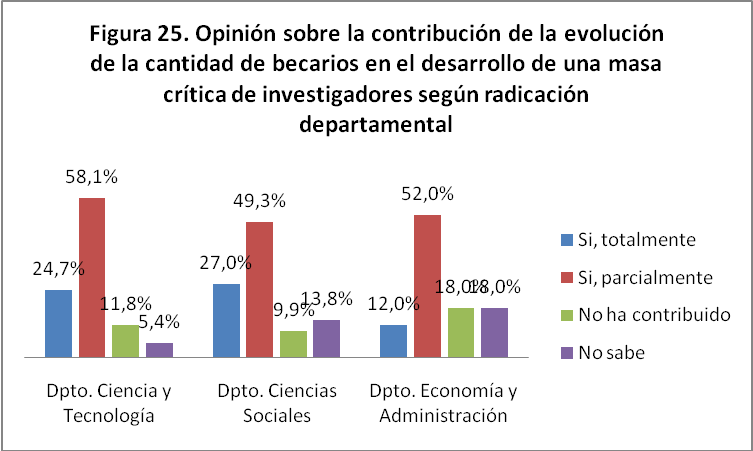 Figura 25. Opinión sobre la contribución de la evolución
de la cantidad de becarios en el desarrollo de una masa
crítica de investigadores según radicación
departamental
58,1%
49,3%
52,0%
24,7%
11,8%
5,4%
27,0%
9,9%
13,8%
12,0%
18,0%
18,0%
Si, totalmente
Si, parcialmente
No ha contribuido
No sabe
Dpto. Ciencia y
Tecnología
Dpto. Ciencias
Sociales
Dpto. Economía y
Administración